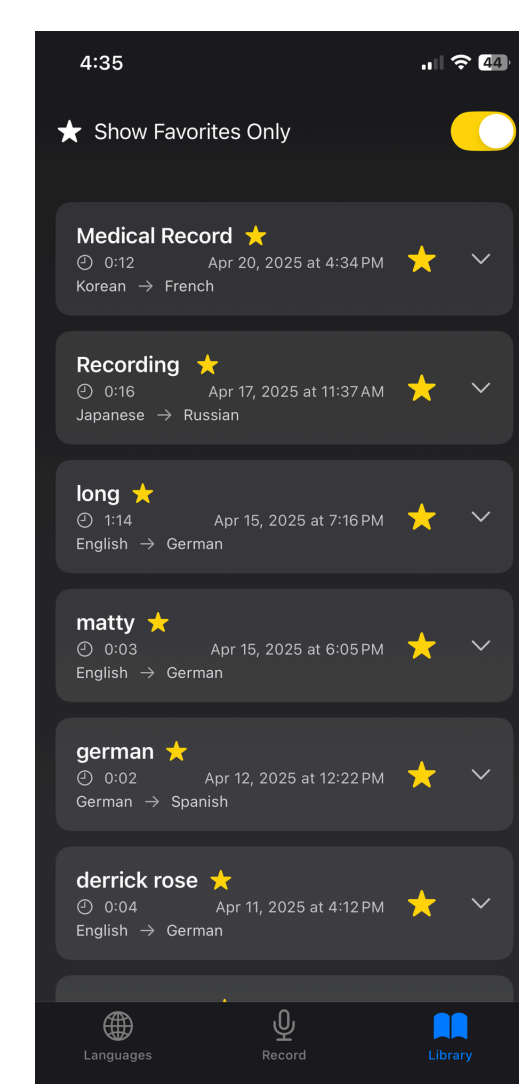 4:35
44
Show Favorites Only
Medical Record
0:12 Apr 20, 2025 at 4:34 PM
Korean → French
Recording
0:16 Apr 17, 2025 at 11:37 AM
Japanese → Russian
long
1:14 Apr 15, 2025 at 7:16 PM
English → German
matty
0:03 Apr 15, 2025 at 6:05 PM
English → German
german
0:02 Apr 12, 2025 at 12:22 PM
German → Spanish
derrick rose
0:04 Apr 11, 2025 at 4:12 PM
English → German
Languages Record Library